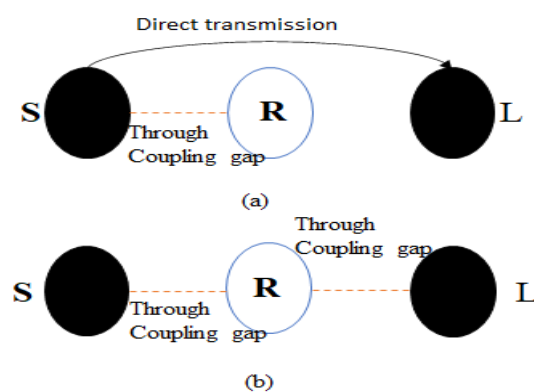 Direct transmission
S
R
L
Through
Coupling gap
(a)
Through
Coupling gap
S
R
L
Through
Coupling gap
(b)